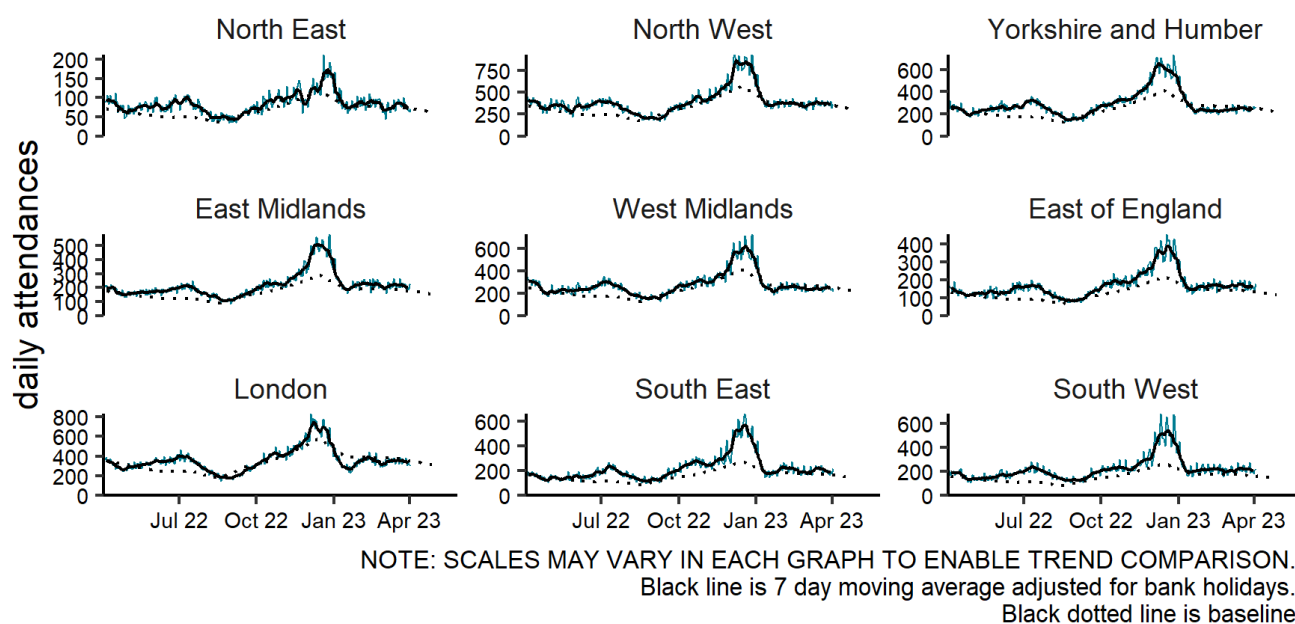 North East
North West
Yorkshire and Humber
200
150
100
50
0
750
500
250
0
600
400
200
0
daily attendances
East Midlands
West Midlands
East of England
500
400
300
200
100
0
600
400
200
0
400
300
200
100
0
London
South East
South West
800
600
400
200
0
600
400
200
0
600
400
200
0
Jul 22 Oct 22 Jan 23 Apr 23
Jul 22 Oct 22 Jan 23 Apr 23
Jul 22 Oct 22 Jan 23 Apr 23
NOTE: SCALES MAY VARY IN EACH GRAPH TO ENABLE TREND COMPARISON.
Black line is 7 day moving average adjusted for bank holidays.
Black dotted line is baseline